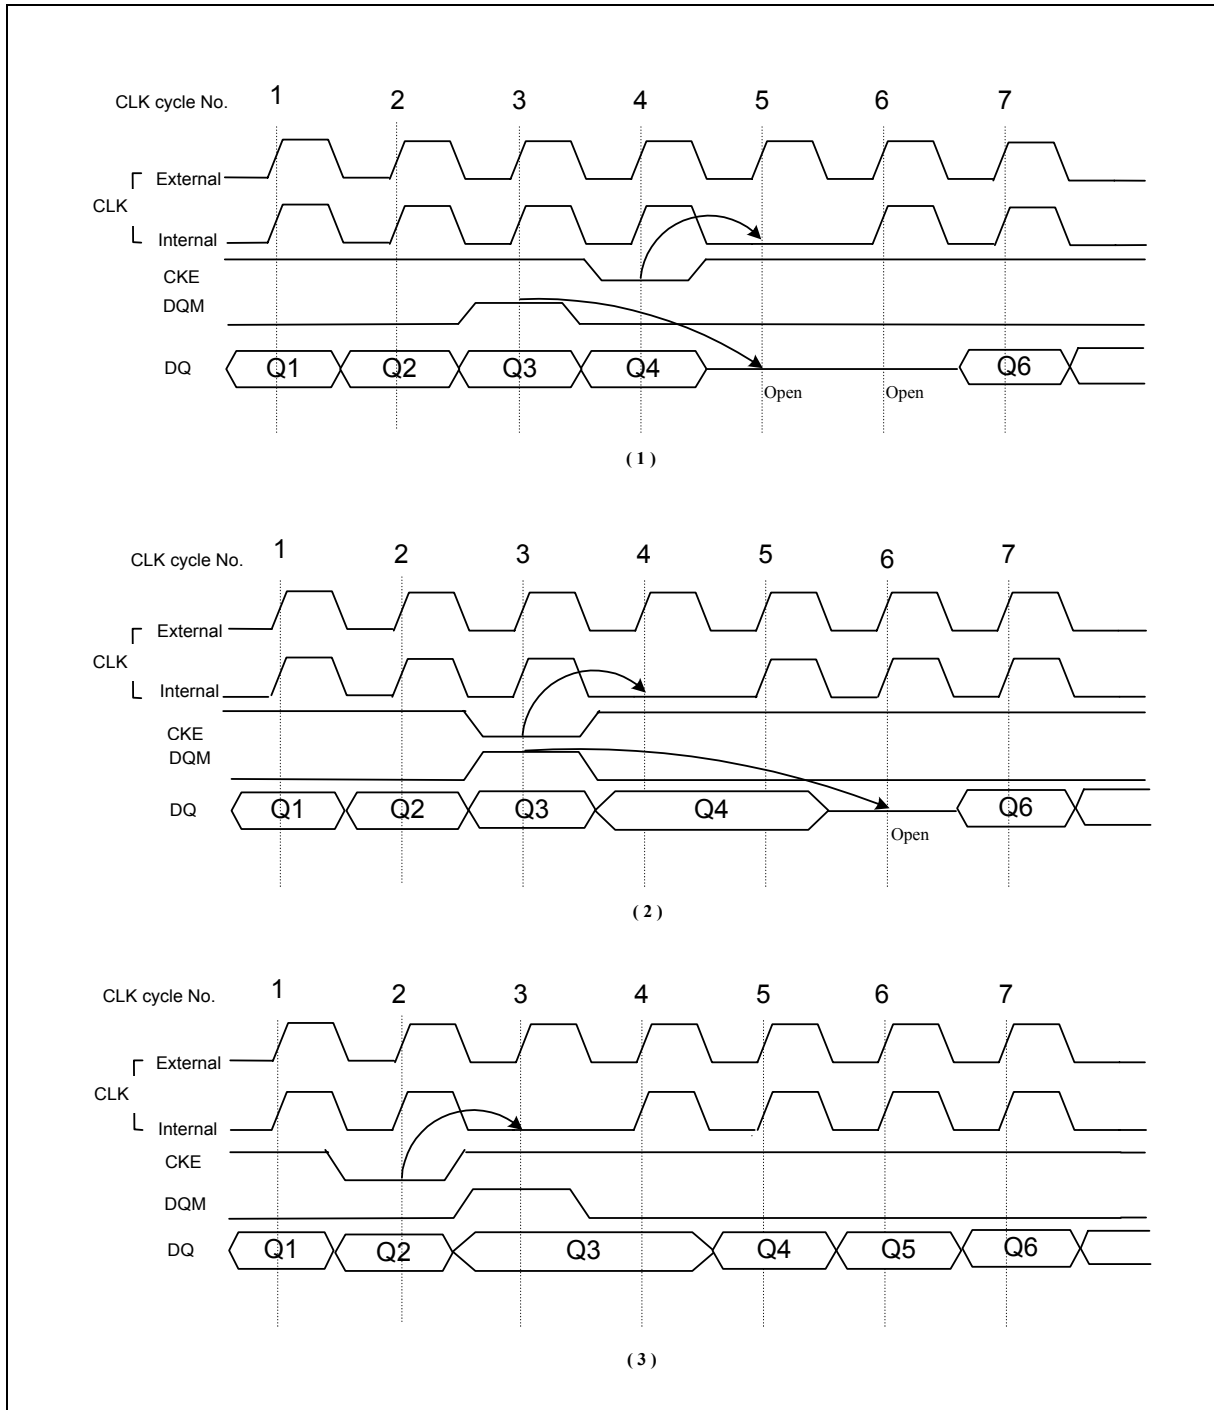 CLK cycle No. 1 2 3 4 5 6 7
External
CLK
Internal
CKE
DQM
DQ Q1 Q2 Q3 Q4 Q6
Open Open
( 1 )
CLK cycle No. 1 2 3 4 5 6 7
External
CLK
Internal
CKE
DQM
DQ Q1 Q2 Q3 Q4 Q6
Open
( 2 )
CLK cycle No. 1 2 3 4 5 6 7
External
CLK
Internal
CKE
DQM
DQ Q1 Q2 Q3 Q4 Q5 Q6
( 3 )